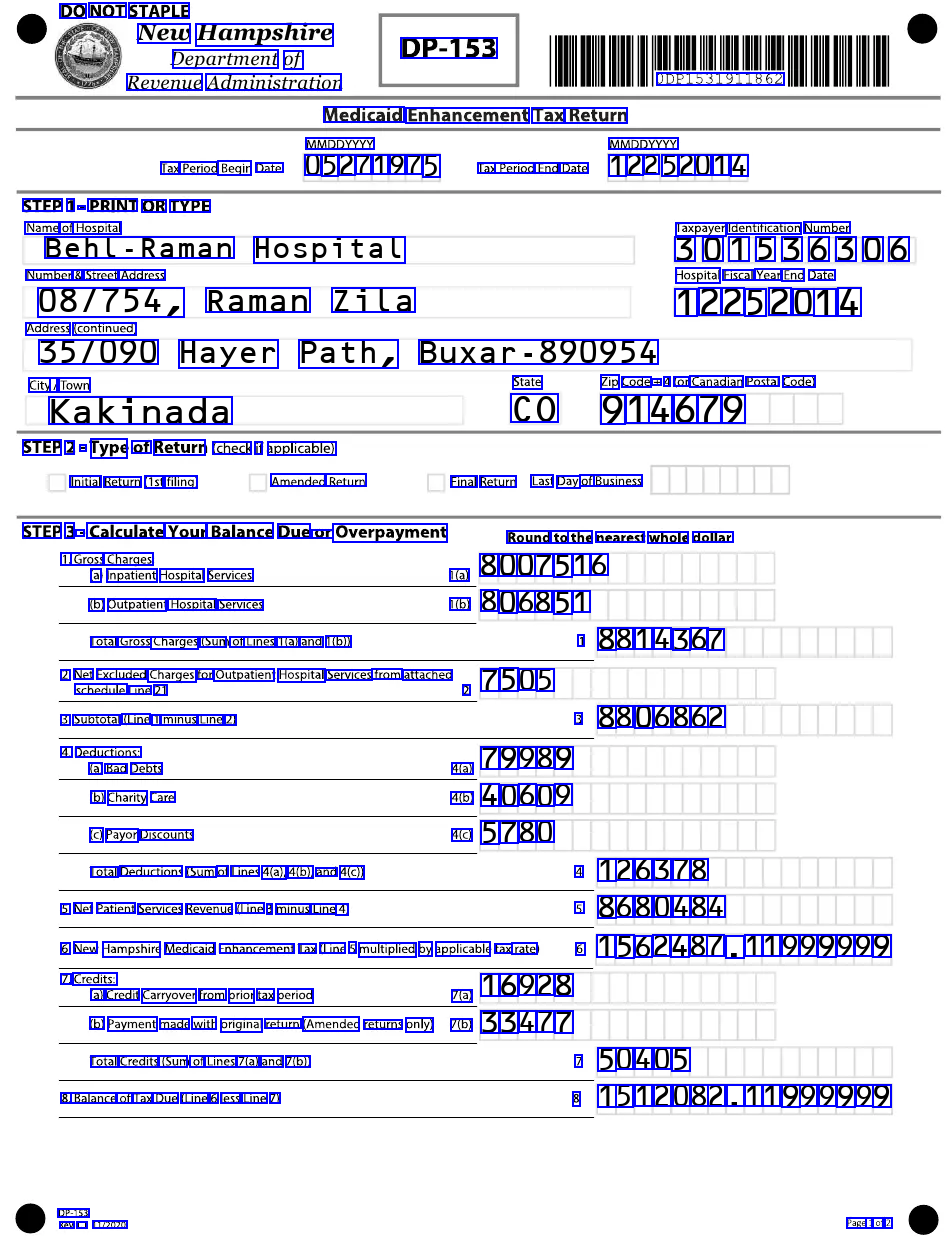 DO NOT STAPLE
New Hampshire
Department of
Revenue Administration
DP-153
0DP1531911862
Medicaid Enhancement Tax Return
MMDDYYYY MMDDYYYY
Tax Period Begin Date 05271975 Tax Period End Date 12252014
STEP 1 - PRINT OR TYPE
Name of Hospital Taxpayer Identification Number
Behl-Raman Hospital 301536306
Number & Street Address Hospital Fiscal Year End Date
08/754, Raman Zila 12252014
Address (continued)
35/090 Hayer Path, Buxar-890954
City / Town State Zip Code + 4 (or Canadian Postal Code)
Kakinada CO 914679
STEP 2 - Type of Return (check if applicable)
Initial Return (1st filing Amended Return Final Return Last Day of Business
STEP 3 - Calculate Your Balance Due or Overpayment Round to the nearest whole dollar
1 Gross Charges
a) Inpatient Hospital Services 1(a) 8007516
(b) Outpatient Hospital Services 1(b) 806851
Total Gross Charges (Sum of Lines 1(a) and 1(b)) 1 8814367
2 Net Excluded Charges for Outpatient Hospital Services from attached
schedule Line 21 2 7505
3 Subtotal (Line 1 minus Line 2) 3 8806862
4 Deductions:
(a) Bad Debts 4(a) 79989
b) Charity Care 4(b) 40609
(c) Payor Discounts 4(c) 5780
Total Deductions (Sum of Lines 4(a), 4(b), and 4(c)) 4 126378
5 Net Patient Services Revenue (Line 3 minus Line 4) 5 8680484
6 New Hampshire Medicaid Enhancement Tax (Line 5 multiplied by applicable tax rate) 6 1562487.11999999
7 Credits:
a) Credit Carryover from prior tax period 7(a) 16928
(b) Payment made with original return (Amended returns only) 7(b) 33477
Total Credits (Sum of Lines 7(a) and 7(b)) 7 50405
8 Balance of Tax Due (Line 6 less Line 7) 8 1512082.11999999
DP-153
Page 1 of 2